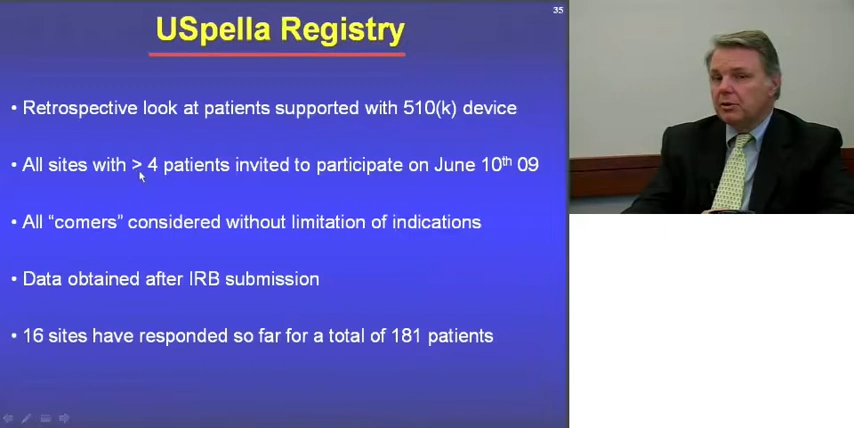 35
USpella Registry
• Retrospective look at patients supported with 510(k) device
• All sites with > 4 patients invited to participate on June 10th 09
• All “comers” considered without limitation of indications
• Data obtained after IRB submission
• 16 sites have responded so far for a total of 181 patients